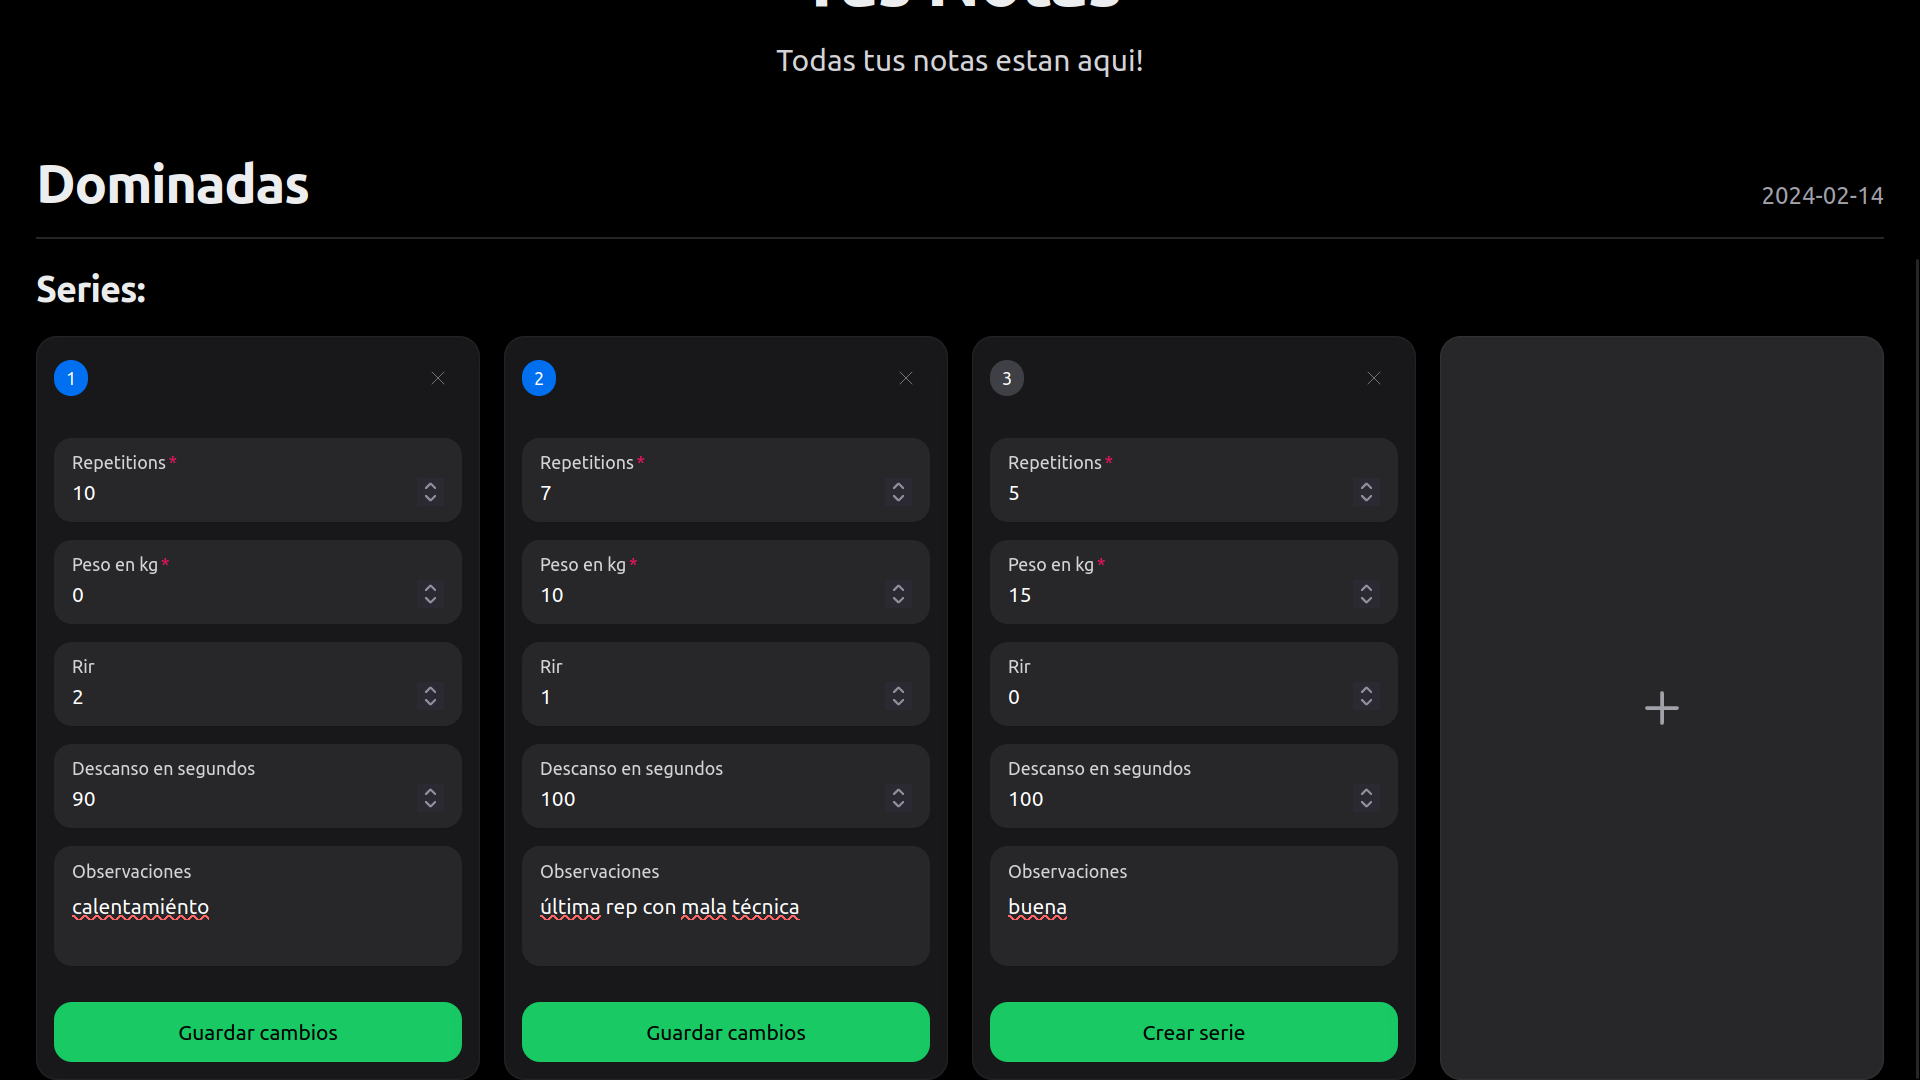 Tus Notas
Todas tus notas estan aqui!
Dominadas
2024-02-14
Series:
1
Repetitions*
10
Peso en kg*
0
Rir
2
Descanso en segundos
90
Observaciones
calentamiénto
Guardar cambios
2
Repetitions*
7
Peso en kg*
10
Rir
1
Descanso en segundos
100
Observaciones
última rep con mala técnica
Guardar cambios
3
Repetitions*
5
Peso en kg*
15
Rir
0
Descanso en segundos
100
Observaciones
buena
Crear serie